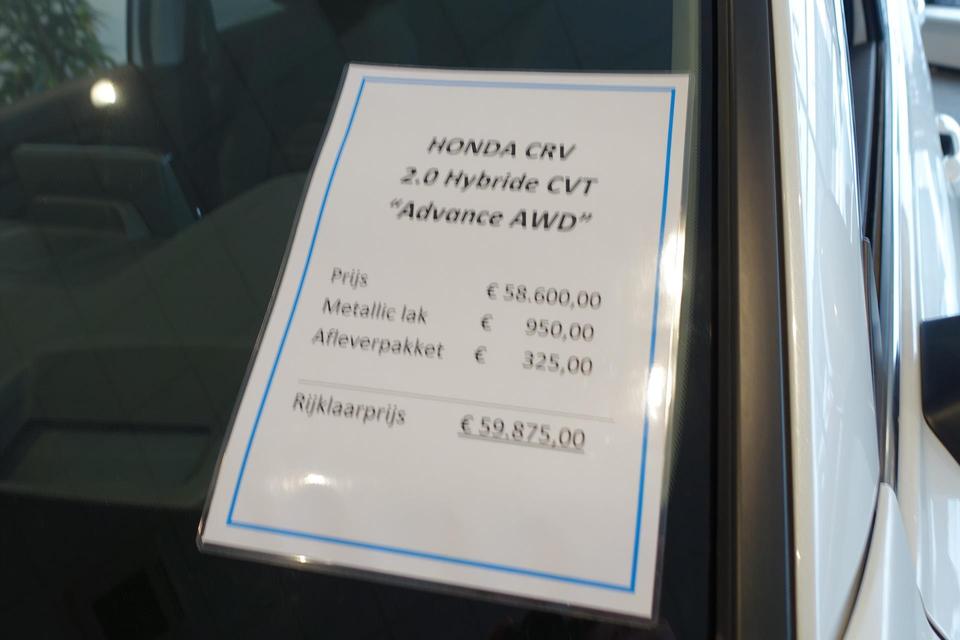 HONDA CRV
2.0 Hybride CVT
“Advance AWD”
Prijs € 58.600,00
Metallic lak € 950,00
Afleverpakket € 325,00
Rijklaarprijs € 59.875,00